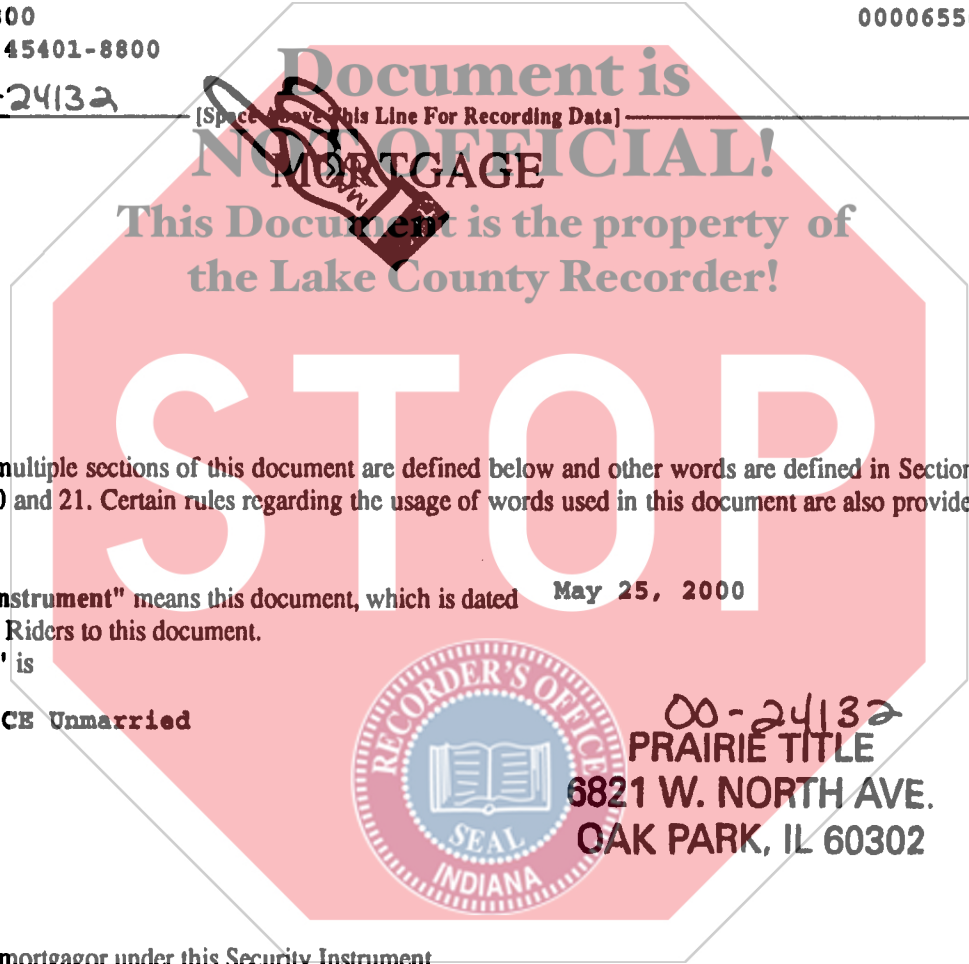 00
0000655
45401-8800
-24132
Document is
[Space Above This Line For Recording Data]
NOT OFFICIAL!
MORTGAGE
This Document is the property of
the Lake County Recorder!
STOP
multiple sections of this document are defined below and other words are defined in Section
0 and 21. Certain rules regarding the usage of words used in this document are also provide
nstrument" means this document, which is dated May 25, 2000
Riders to this document.
" is
CE Unmarried
00-24132
PRAIRIE TITLE
6821 W. NORTH AVE.
OAK PARK, IL 60302
RECORDER'S OFFICE
SEAL
INDIANA
mortgagor under this Security Instrument